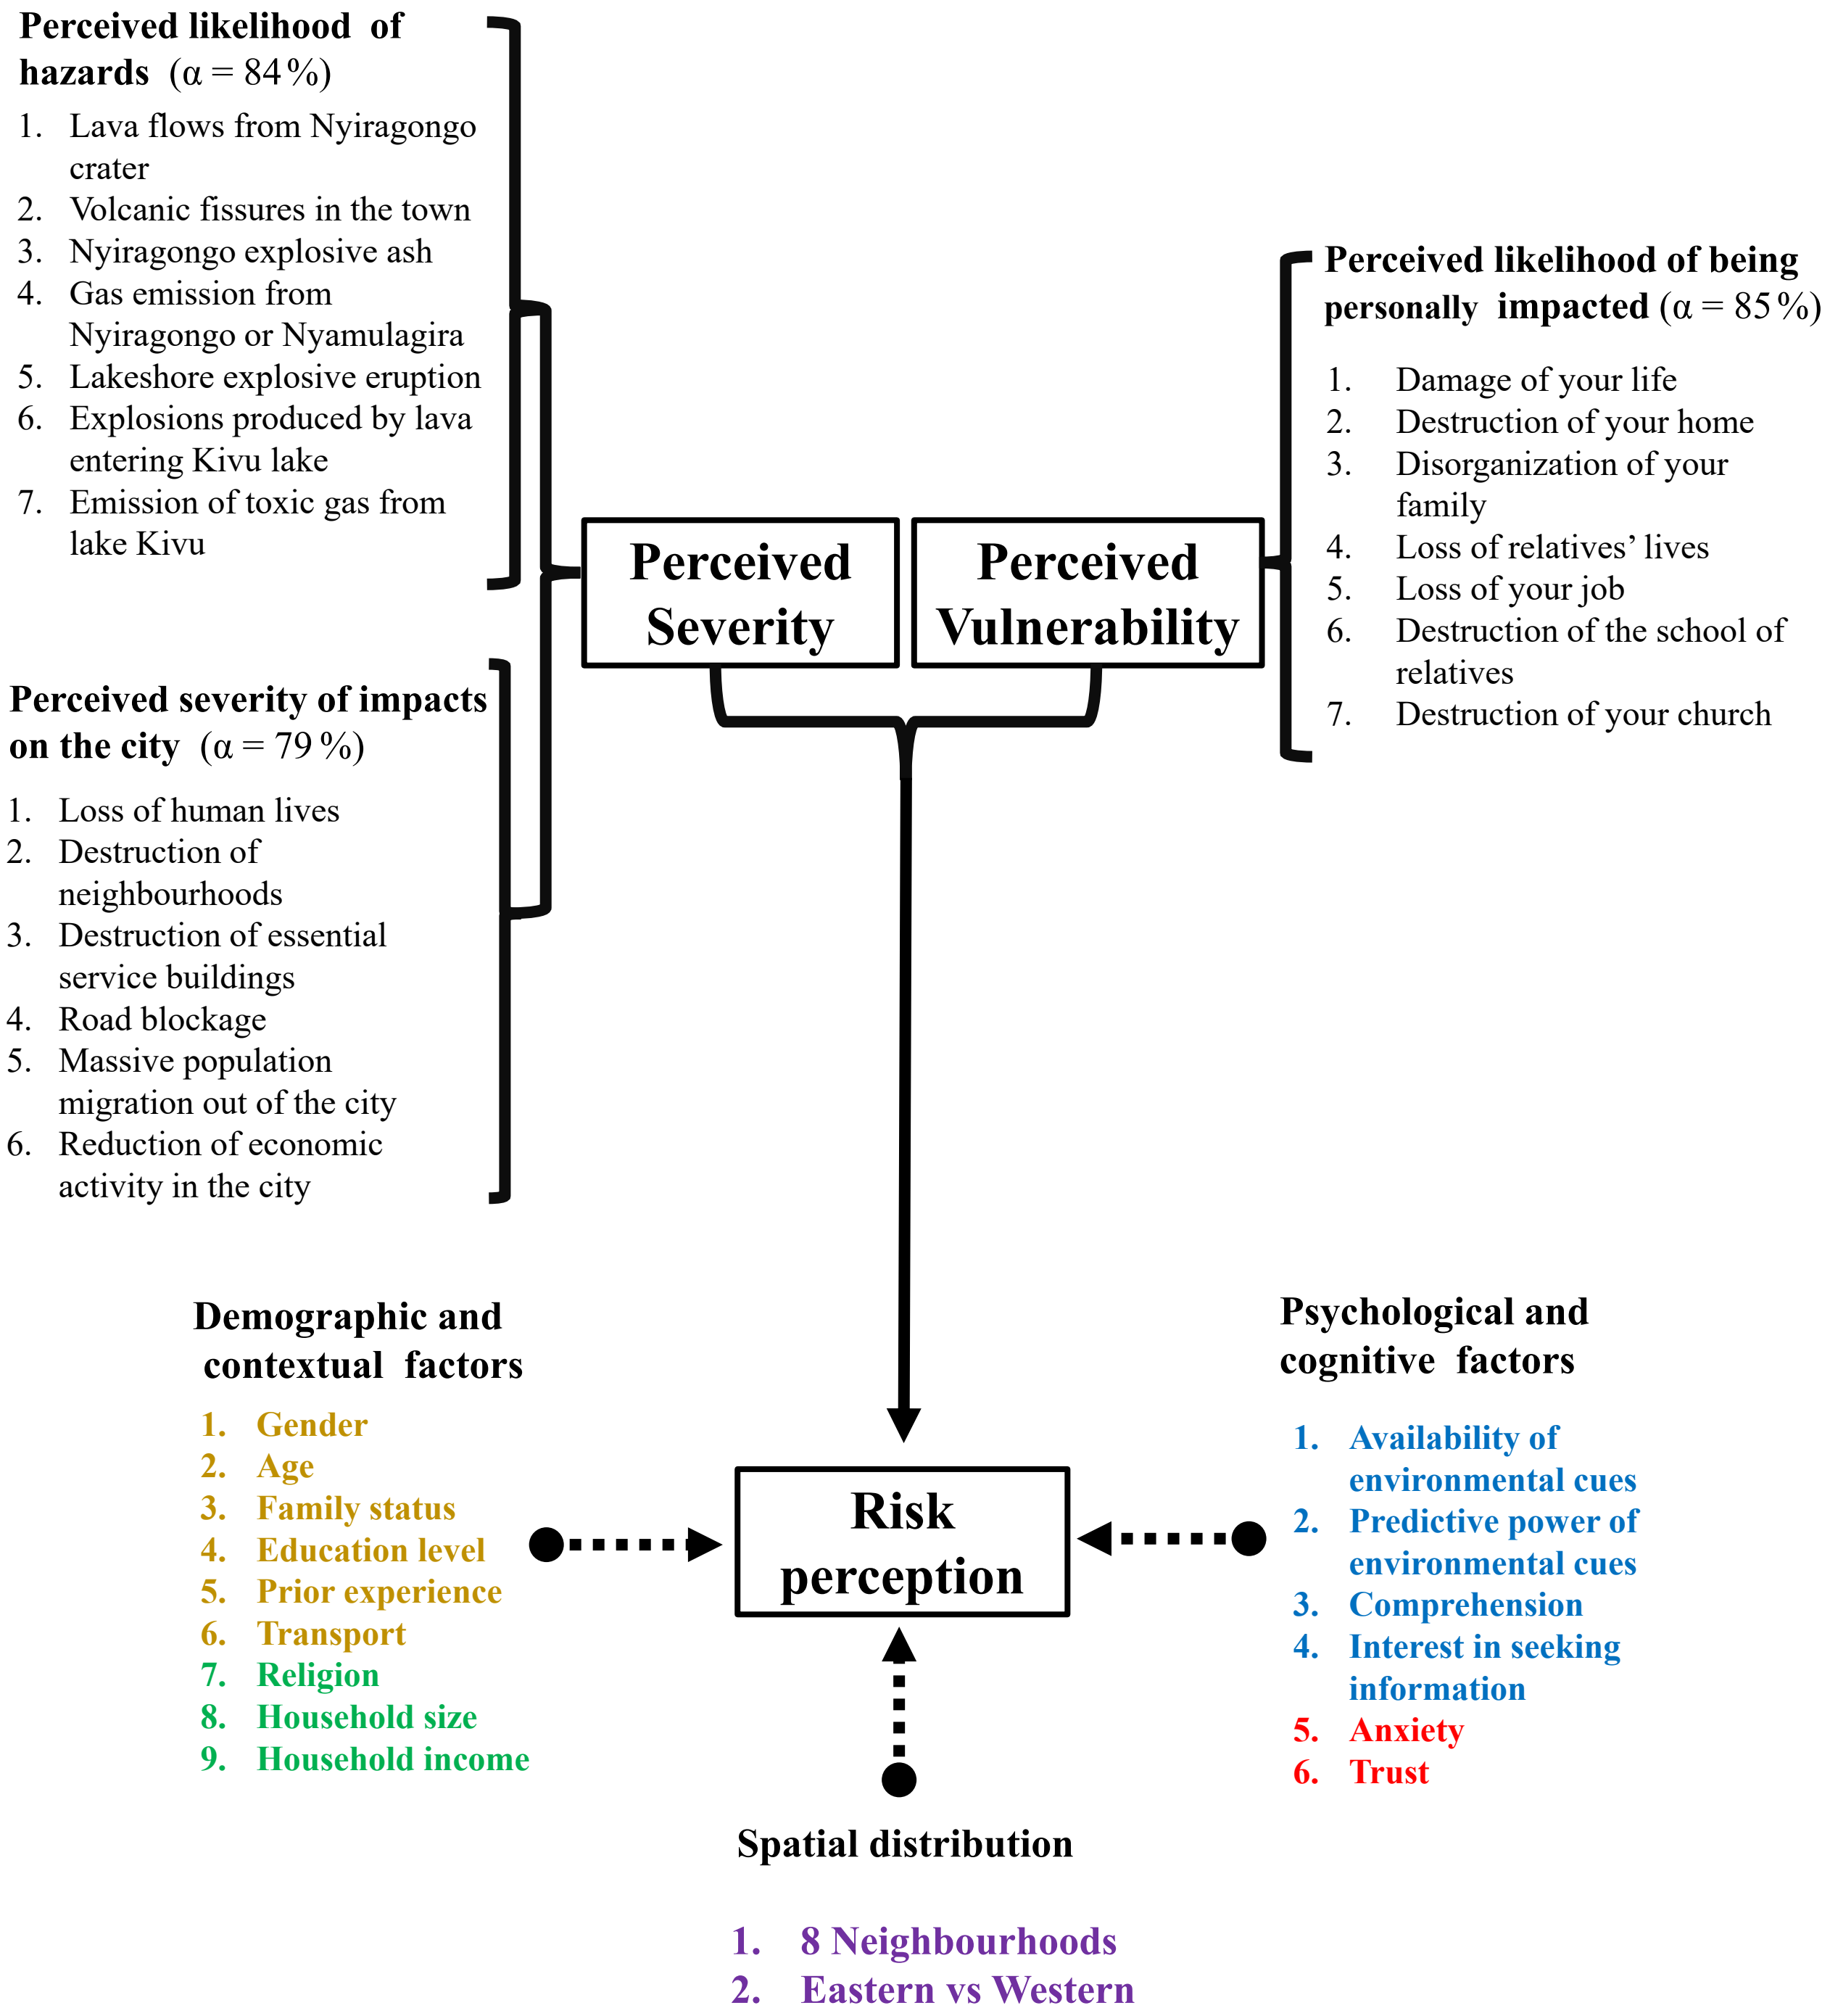 Perceived likelihood of
hazards (α = 84 %)
1. Lava flows from Nyiragongo
crater
2. Volcanic fissures in the town
3. Nyiragongo explosive ash
4. Gas emission from
Nyiragongo or Nyamulagira
5. Lakeshore explosive eruption
6. Explosions produced by lava
entering Kivu lake
7. Emission of toxic gas from
lake Kivu
Perceived severity of impacts
on the city (α = 79 %)
1. Loss of human lives
2. Destruction of
neighbourhoods
3. Destruction of essential
service buildings
4. Road blockage
5. Massive population
migration out of the city
6. Reduction of economic
activity in the city
Perceived
Severity
Perceived
Vulnerability
Perceived likelihood of being
personally impacted (α = 85 %)
1. Damage of your life
2. Destruction of your home
3. Disorganization of your
family
4. Loss of relatives’ lives
5. Loss of your job
6. Destruction of the school of
relatives
7. Destruction of your church
Demographic and
contextual factors
1. Gender
2. Age
3. Family status
4. Education level
5. Prior experience
6. Transport
7. Religion
8. Household size
9. Household income
Risk
perception
Psychological and
cognitive factors
1. Availability of
environmental cues
2. Predictive power of
environmental cues
3. Comprehension
4. Interest in seeking
information
5. Anxiety
6. Trust
Spatial distribution
1. 8 Neighbourhoods
2. Eastern vs Western